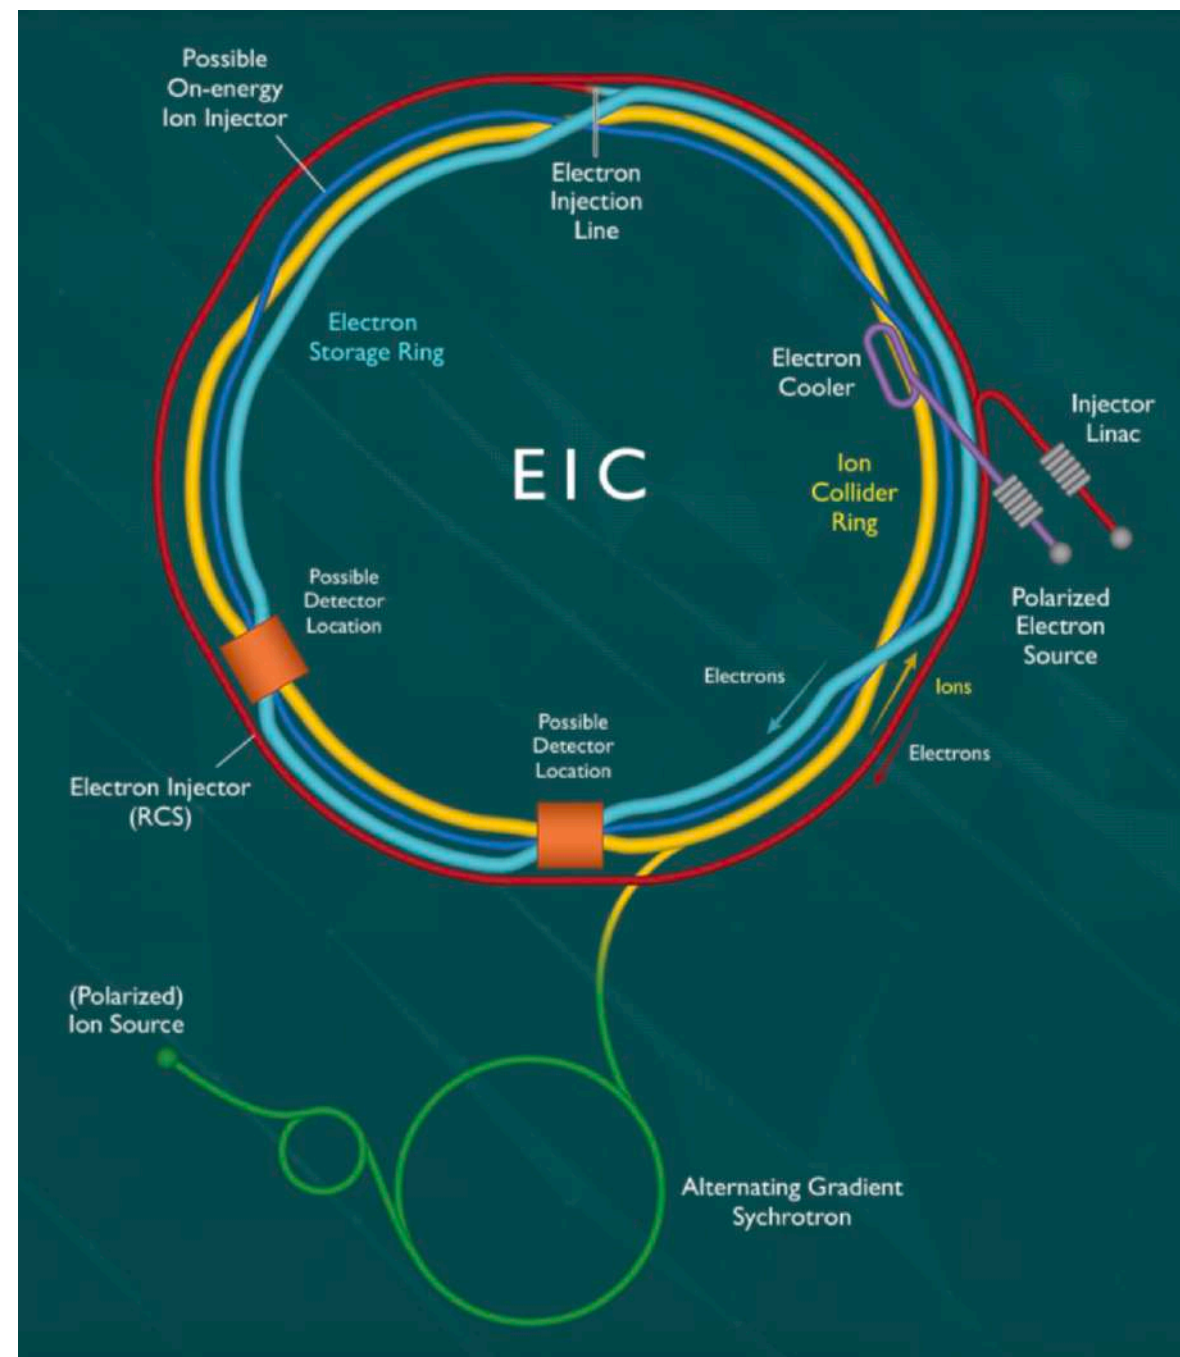 Possible
On-energy
Ion Injector
Electron
Injection
Line
Electron
Storage Ring
Electron
Cooler
Injector
Linac
EIC
Ion
Collider
Ring
Possible
Detector
Location
Polarized
Electron
Source
Electrons
Ions
Possible
Detector
Location
Electrons
Electron Injector
(RCS)
(Polarized)
Ion Source
Alternating Gradient
Sychrotron